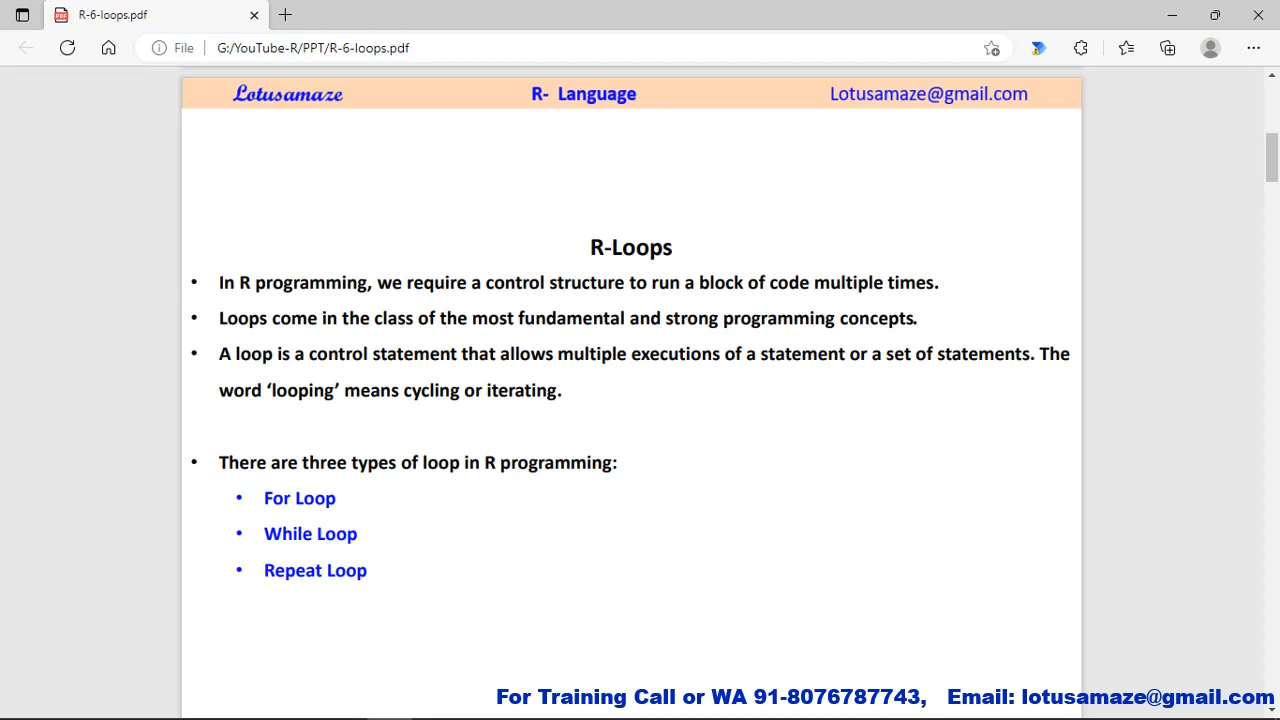 R-6-loops.pdf
File G:/YouTube-R/PPT/R-6-loops.pdf
Lotusamaze R- Language Lotusamaze@gmail.com
R-Loops
• In R programming, we require a control structure to run a block of code multiple times.
• Loops come in the class of the most fundamental and strong programming concepts.
• A loop is a control statement that allows multiple executions of a statement or a set of statements. The
word ‘looping’ means cycling or iterating.
• There are three types of loop in R programming:
• For Loop
• While Loop
• Repeat Loop
For Training Call or WA 91-8076787743, Email: lotusamaze@gmail.com